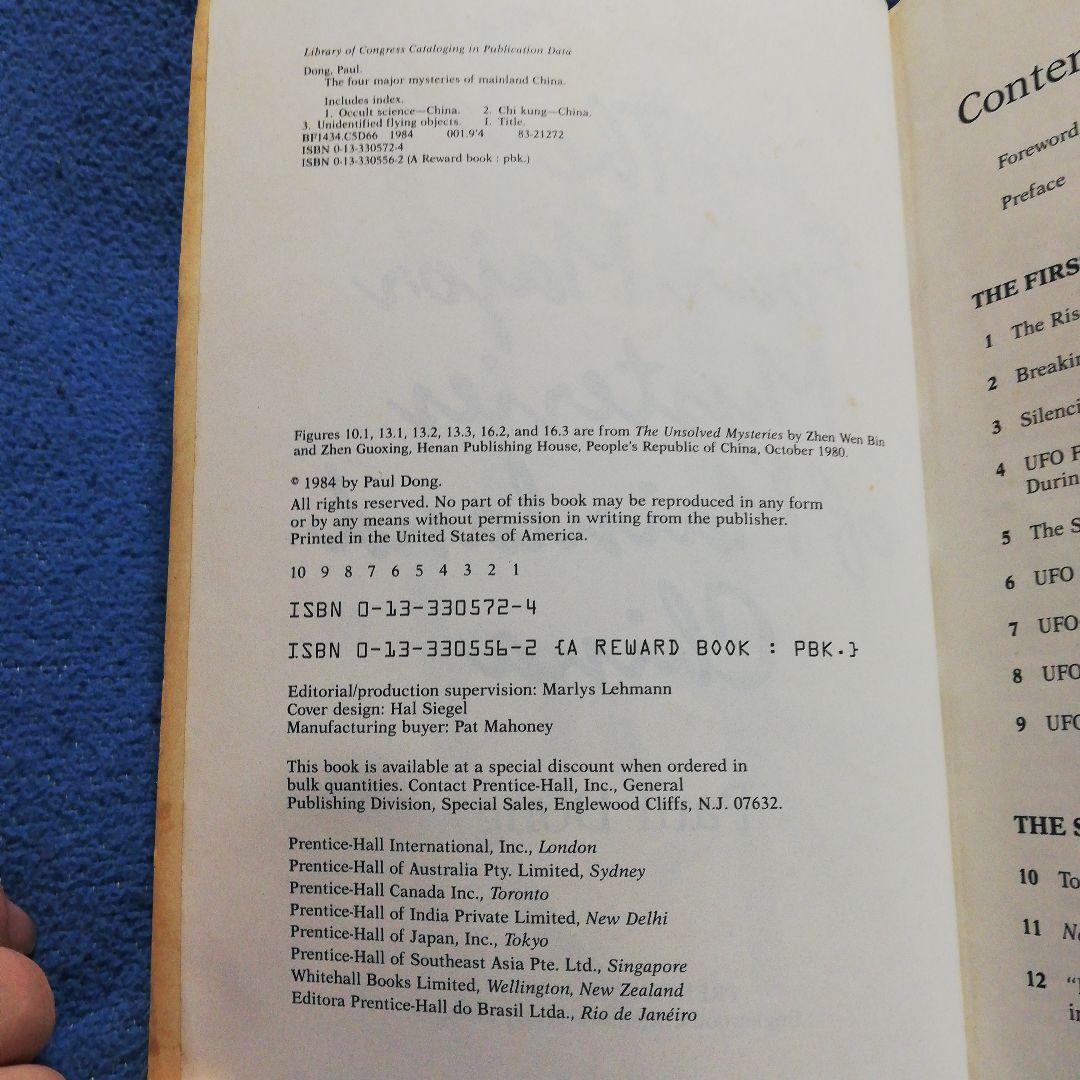 Library of Congress Cataloging in Publication Data
Dong, Paul.
The four major mysteries of mainland China.
Includes index.
1. Occult science—China. 2. Chi kung—China.
3. Unidentified flying objects. I. Title.
BF1434.C5D66 1984 001.9'4 83-21272
ISBN 0-13-330572-4
ISBN 0-13-330556-2 (A Reward book : pbk.)
Figures 10.1, 13.1, 13.2, 13.3, 16.2, and 16.3 are from The Unsolved Mysteries by Zhen Wen Bin
and Zhen Guoxing, Henan Publishing House, People's Republic of China, October 1980.
© 1984 by Paul Dong.
All rights reserved. No part of this book may be reproduced in any form
or by any means without permission in writing from the publisher.
Printed in the United States of America.
10 9 8 7 6 5 4 3 2 1
ISBN 0-13-330572-4
ISBN 0-13-330556-2 {A REWARD BOOK : PBK.}
Editorial/production supervision: Marlys Lehmann
Cover design: Hal Siegel
Manufacturing buyer: Pat Mahoney
This book is available at a special discount when ordered in
bulk quantities. Contact Prentice-Hall, Inc., General
Publishing Division, Special Sales, Englewood Cliffs, N.J. 07632.
Prentice-Hall International, Inc., London
Prentice-Hall of Australia Pty. Limited, Sydney
Prentice-Hall Canada Inc., Toronto
Prentice-Hall of India Private Limited, New Delhi
Prentice-Hall of Japan, Inc., Tokyo
Prentice-Hall of Southeast Asia Pte. Ltd., Singapore
Whitehall Books Limited, Wellington, New Zealand
Editora Prentice-Hall do Brasil Ltda., Rio de Janéiro
Conten
Foreword
Preface
THE FIRS
1 The Ris
2 Breakin
3 Silenci
4 UFO F
Durin
5 The S
6 UFO
7 UFO
8 UFO
9 UFO
THE S
10 To
11 N
12